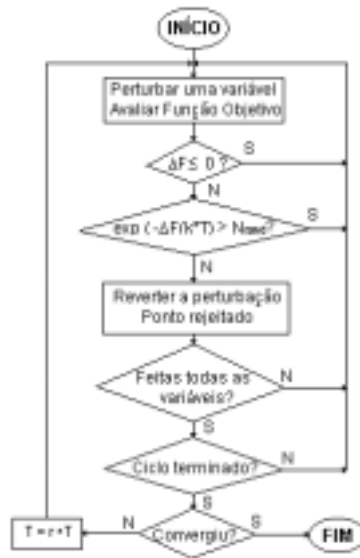 INÍCIO
Perturbar uma variável
Avaliar Função Objetivo
ΔF≤ 0 ?
S
N
exp (-ΔF/K*T) > Nrand?
S
N
Reverter a perturbação
Ponto rejeitado
Feitas todas as
variáveis?
N
S
Ciclo terminado?
N
S
T = r*T
N
Convergiu?
S
FIM